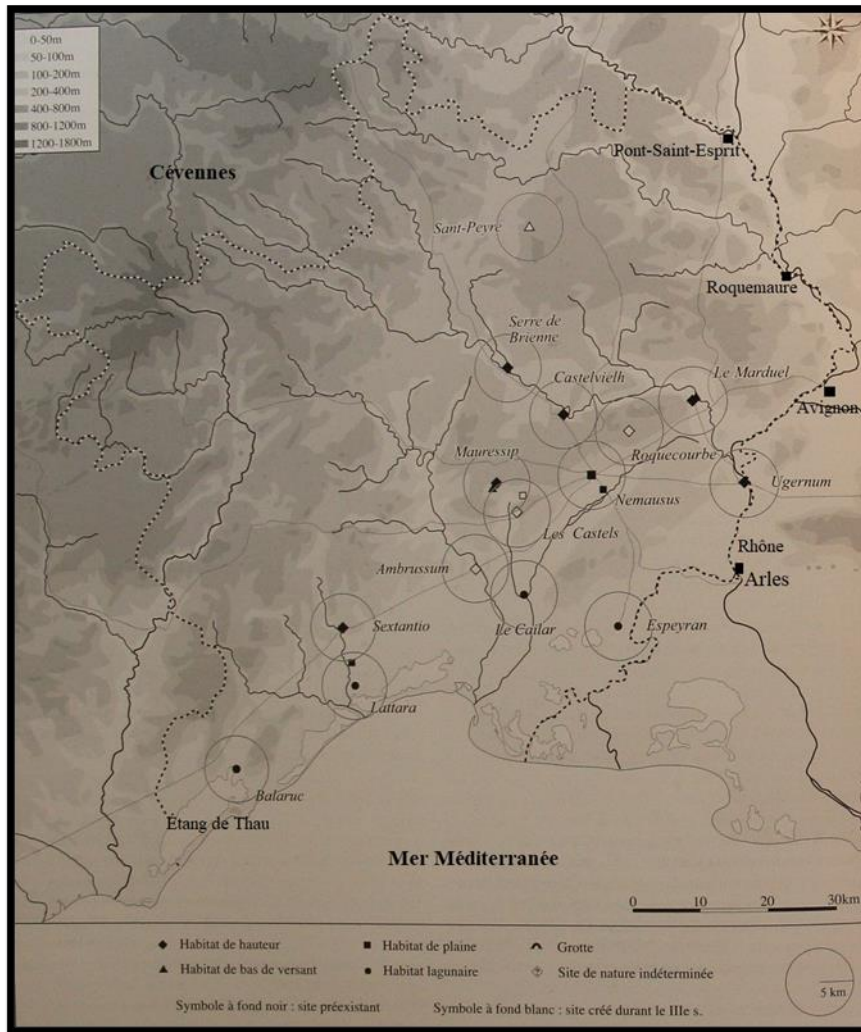 0-50m
50-100m
100-200m
200-400m
400-800m
800-1200m
1200-1800m
Cévennes
Pont-Saint-Esprit
Sant-Peyre
Roquemaure
Serre de
Brienne
Castelvielh
Le Marduel
Avignon
Mauressip
Roquecourbe
Ugernum
Nemausus
Les Castels
Rhône
Arles
Ambrussum
Sextantio
Le Cailar
Espeyran
Lattara
Balaruc
Étang de Thau
Mer Méditerranée
0 10 20 30km
Habitat de hauteur
Habitat de plaine
Grotte
Habitat de bas de versant
Habitat lagunaire
Site de nature indéterminée
5 km
Symbole à fond noir : site préexistant
Symbole à fond blanc : site créé durant le IIIe s.